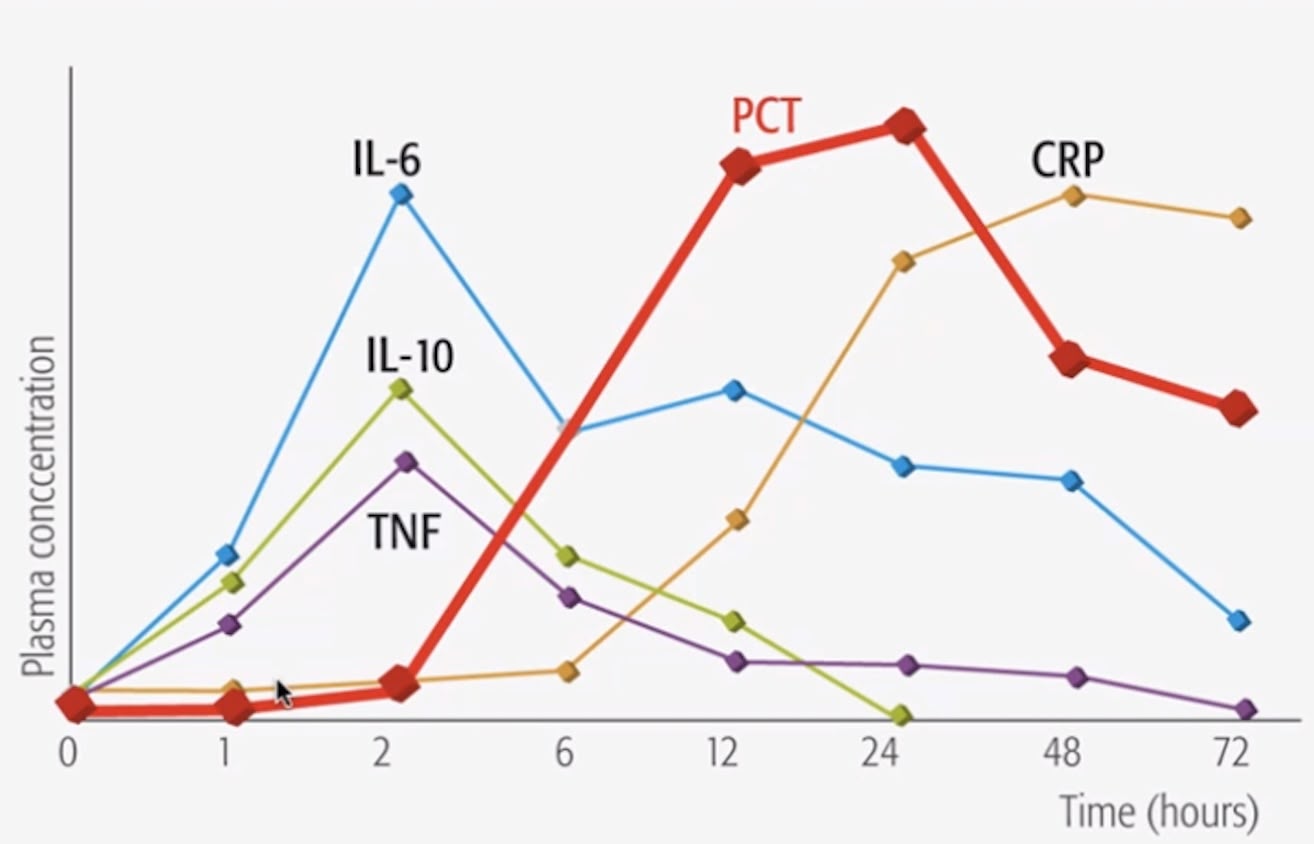 PCT
IL-6
CRP
IL-10
TNF
Plasma conccentration
0 1 2 6 12 24 48 72
Time (hours)